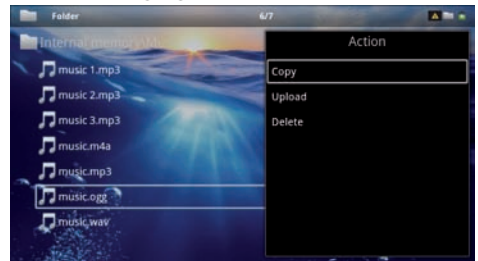 Folder 6/7
Internal memory\M
Action
music 1.mp3
music 2.mp3
music 3.mp3
music.m4a
music.mp3
music.ogg
music.wav
Copy
Upload
Delete